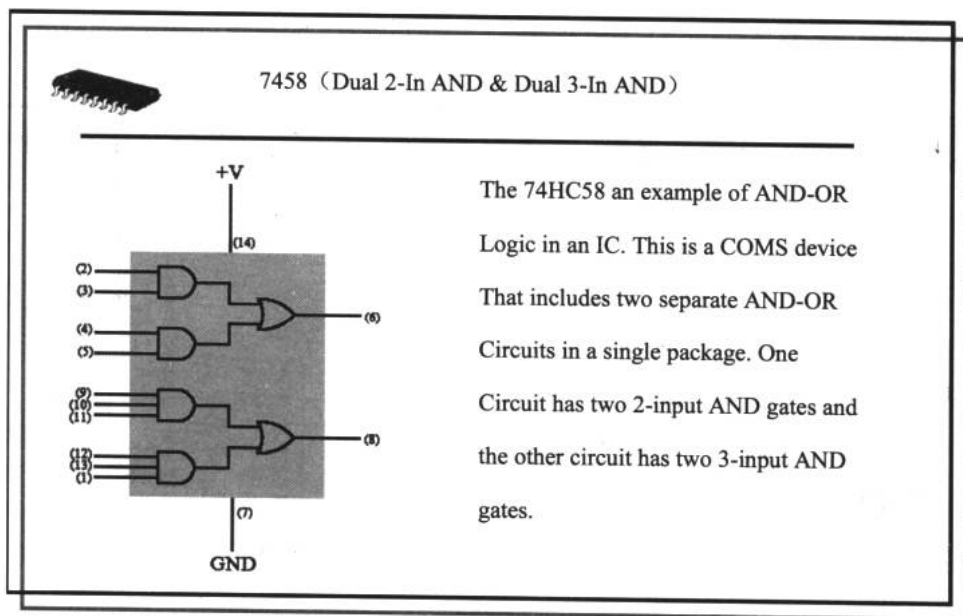 7458（Dual 2-In AND & Dual 3-In AND）
+V
(14)
(2)
(3)
(4)
(5)
(6)
(9)
(10)
(11)
(8)
(12)
(13)
(1)
(7)
GND
The 74HC58 an example of AND-OR
Logic in an IC. This is a COMS device
That includes two separate AND-OR
Circuits in a single package. One
Circuit has two 2-input AND gates and
the other circuit has two 3-input AND
gates.